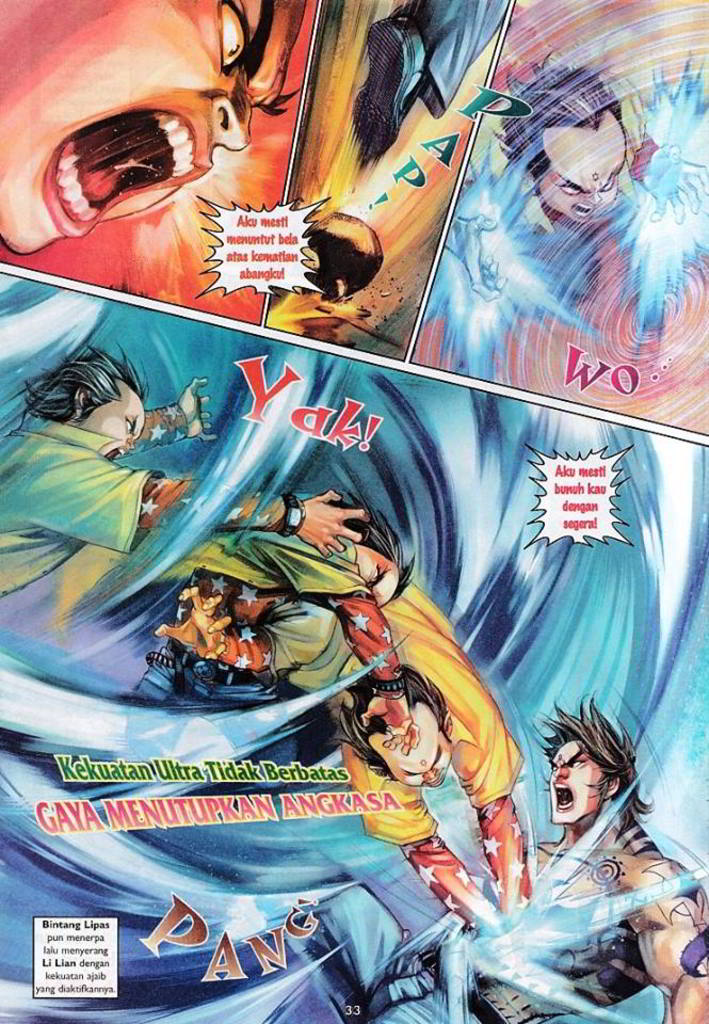 Aku mesti
menuntut bela
atas kematian
abangku!
PAP!
WO...
Yak!
Aku mesti
bunuh kau
dengan
segera!
Kekuatan Ultra Tidak Berbatas
GAYA MENUTUPKAN ANGKASA
PANG
Bintang Lipas
pun menerpa
lalu menyerang
Li Lian dengan
kekuatan ajaib
yang diaktifkannya.
33